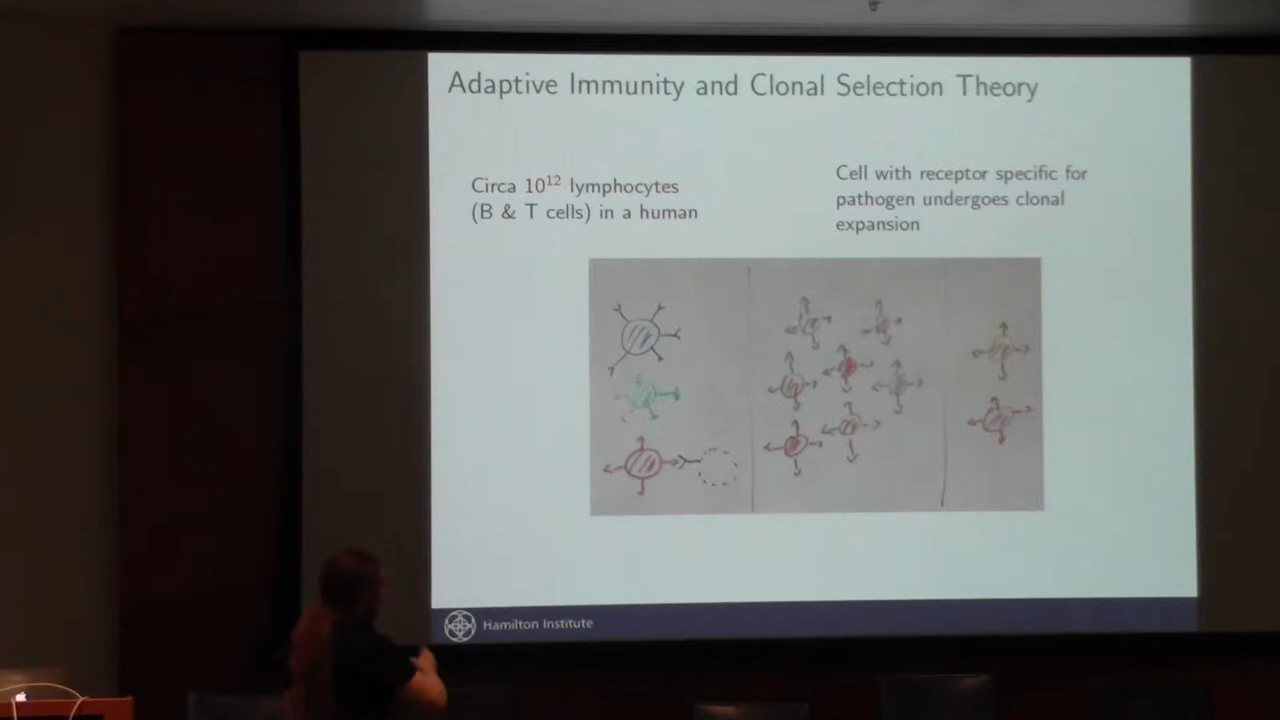 Adaptive Immunity and Clonal Selection Theory
Circa 10¹² lymphocytes
(B & T cells) in a human
Cell with receptor specific for
pathogen undergoes clonal
expansion
Hamilton Institute